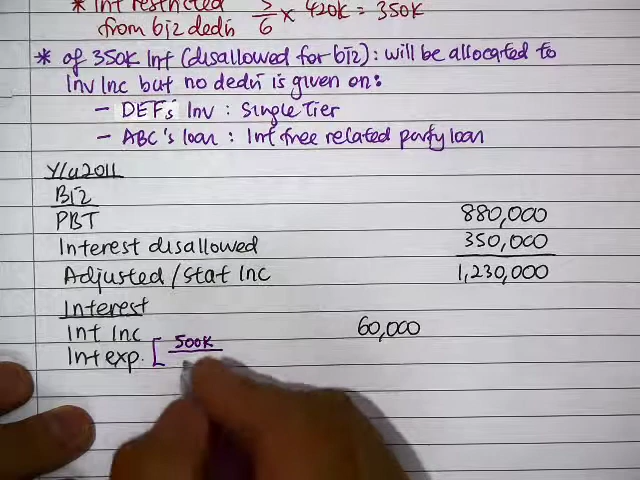 * Int restricted 5/6 x 420K = 350K
from biz dedn
* of 350K Int (disallowed for biz): will be allocated to
Inv Inc but no dedn is given on:
- DEF's Inv : Single Tier
- ABC's loan : Int free related party loan
Y/a 2011
Biz
PBT 880,000
Interest disallowed 350,000
Adjusted / Stat Inc 1,230,000
Interest
Int Inc 60,000
Int exp. [ 500K